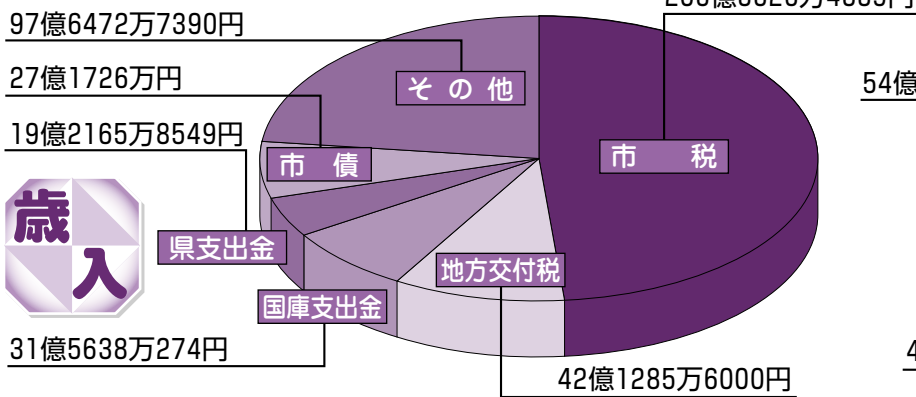 97億6472万7390円
27億1726万円
19億2165万8549円
その他
市債
市税
歳入
県支出金
地方交付税
国庫支出金
31億5638万274円
42億1285万6000円
54億
4